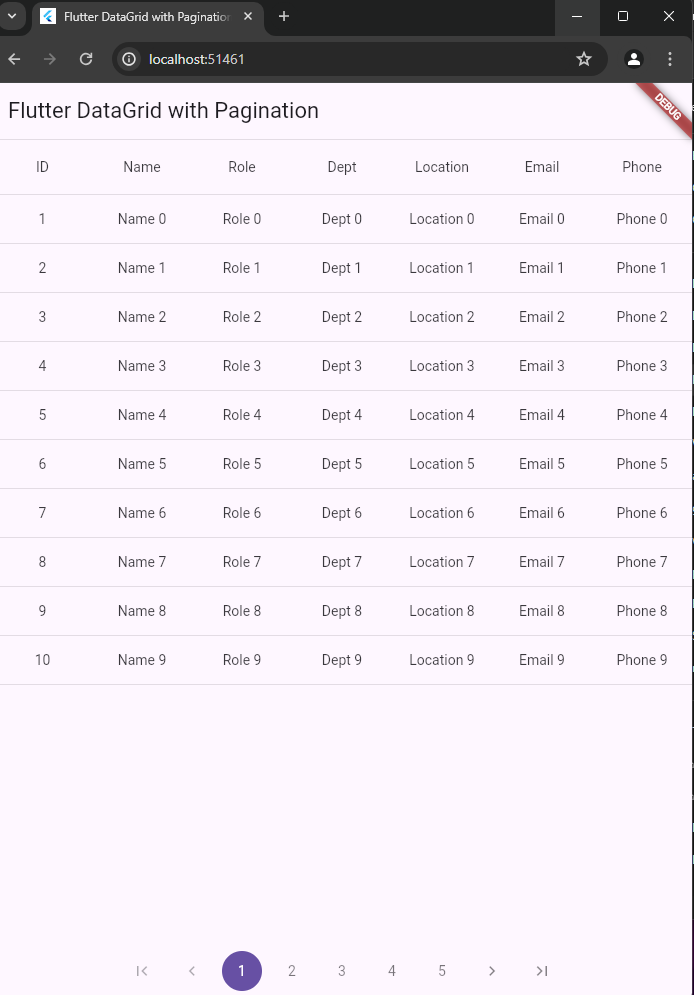 Flutter DataGrid with Pagination
localhost:51461
DEBUG
Flutter DataGrid with Pagination
ID Name Role Dept Location Email Phone
1 Name 0 Role 0 Dept 0 Location 0 Email 0 Phone 0
2 Name 1 Role 1 Dept 1 Location 1 Email 1 Phone 1
3 Name 2 Role 2 Dept 2 Location 2 Email 2 Phone 2
4 Name 3 Role 3 Dept 3 Location 3 Email 3 Phone 3
5 Name 4 Role 4 Dept 4 Location 4 Email 4 Phone 4
6 Name 5 Role 5 Dept 5 Location 5 Email 5 Phone 5
7 Name 6 Role 6 Dept 6 Location 6 Email 6 Phone 6
8 Name 7 Role 7 Dept 7 Location 7 Email 7 Phone 7
9 Name 8 Role 8 Dept 8 Location 8 Email 8 Phone 8
10 Name 9 Role 9 Dept 9 Location 9 Email 9 Phone 9
1 2 3 4 5